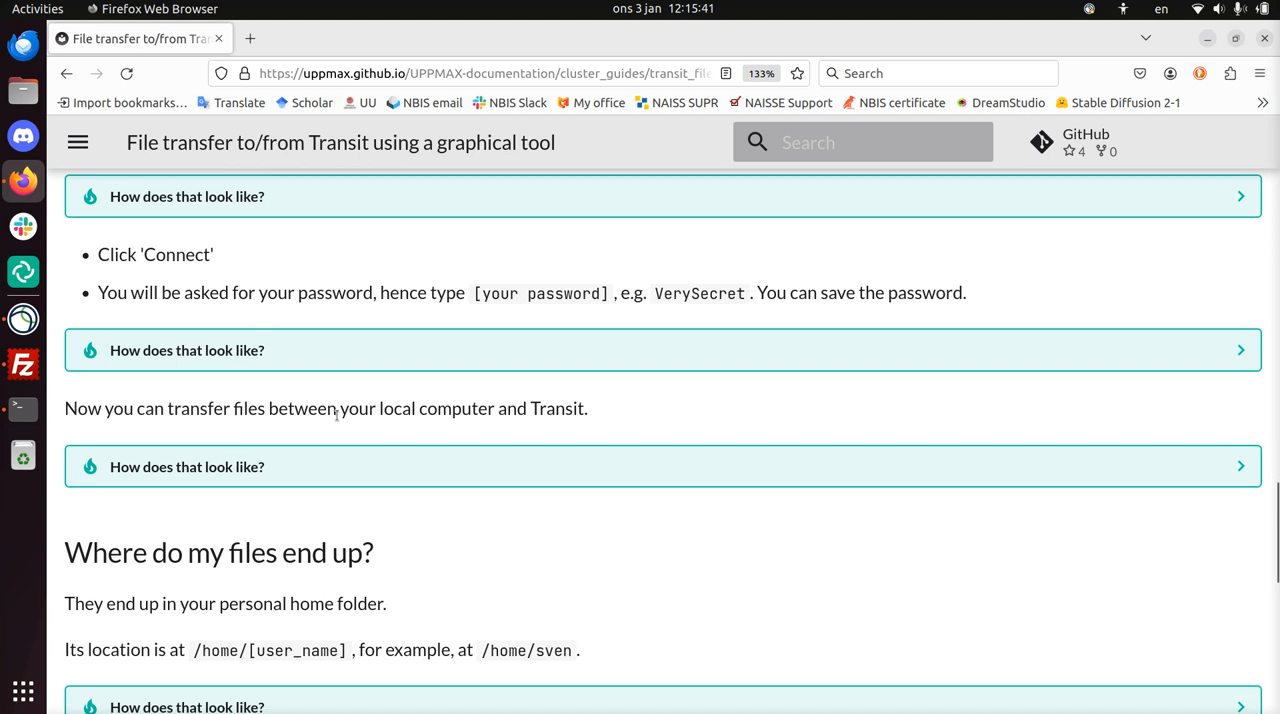 Activities Firefox Web Browser ons 3 jan 12:15:41 en
File transfer to/from Tra
https://uppmax.github.io/UPPMAX-documentation/cluster_guides/transit_file 133% Search
Import bookmarks... Translate Scholar UU NBIS email NBIS Slack My office NAISS SUPR NAISSE Support NBIS certificate DreamStudio Stable Diffusion 2-1
File transfer to/from Transit using a graphical tool Search GitHub
4 0
How does that look like?
• Click 'Connect'
• You will be asked for your password, hence type [your password], e.g. VerySecret. You can save the password.
How does that look like?
Now you can transfer files between your local computer and Transit.
How does that look like?
Where do my files end up?
They end up in your personal home folder.
Its location is at /home/[user_name], for example, at /home/sven.
How does that look like?